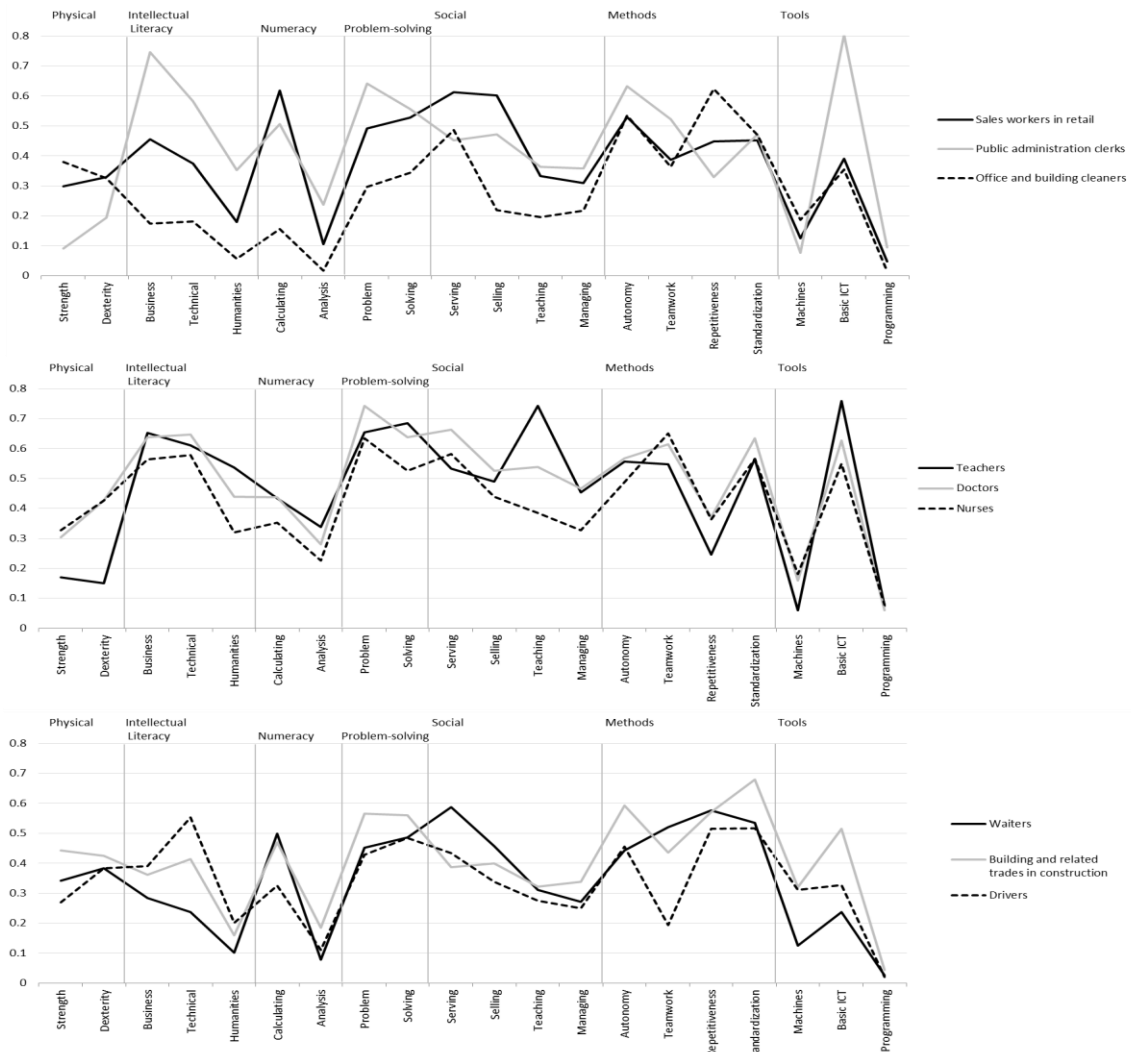 Physical Intellectual Social Methods Tools
Literacy Numeracy Problem-solving
0.8
0.7
0.6
0.5
0.4
0.3
0.2
0.1
0
Strength
Dexterity
Business
Technical
Humanities
Calculating
Analysis
Problem
Solving
Serving
Selling
Teaching
Managing
Autonomy
Teamwork
Repetitiveness
Standardization
Machines
Basic ICT
Programming
Sales workers in retail
Public administration clerks
Office and building cleaners
Physical Intellectual Social Methods Tools
Literacy Numeracy Problem-solving
0.8
0.7
0.6
0.5
0.4
0.3
0.2
0.1
0
Strength
Dexterity
Business
Technical
Humanities
Calculating
Analysis
Problem
Solving
Serving
Selling
Teaching
Managing
Autonomy
Teamwork
Repetitiveness
Standardization
Machines
Basic ICT
Programming
Teachers
Doctors
Nurses
Physical Intellectual Social Methods Tools
Literacy Numeracy Problem-solving
0.8
0.7
0.6
0.5
0.4
0.3
0.2
0.1
0
Strength
Dexterity
Business
Technical
Humanities
Calculating
Analysis
Problem
Solving
Serving
Selling
Teaching
Managing
Autonomy
Teamwork
Repetitiveness
Standardization
Machines
Basic ICT
Programming
Waiters
Building and related
trades in construction
Drivers